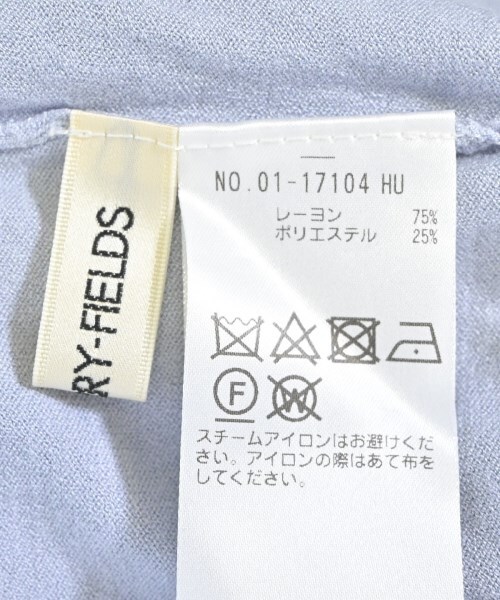 RY-FIELDS
NO.01-17104 HU
レーヨン 75%
ポリエステル 25%
F
W
スチームアイロンはお避けくだ
さい。アイロンの際はあて布を
してください。